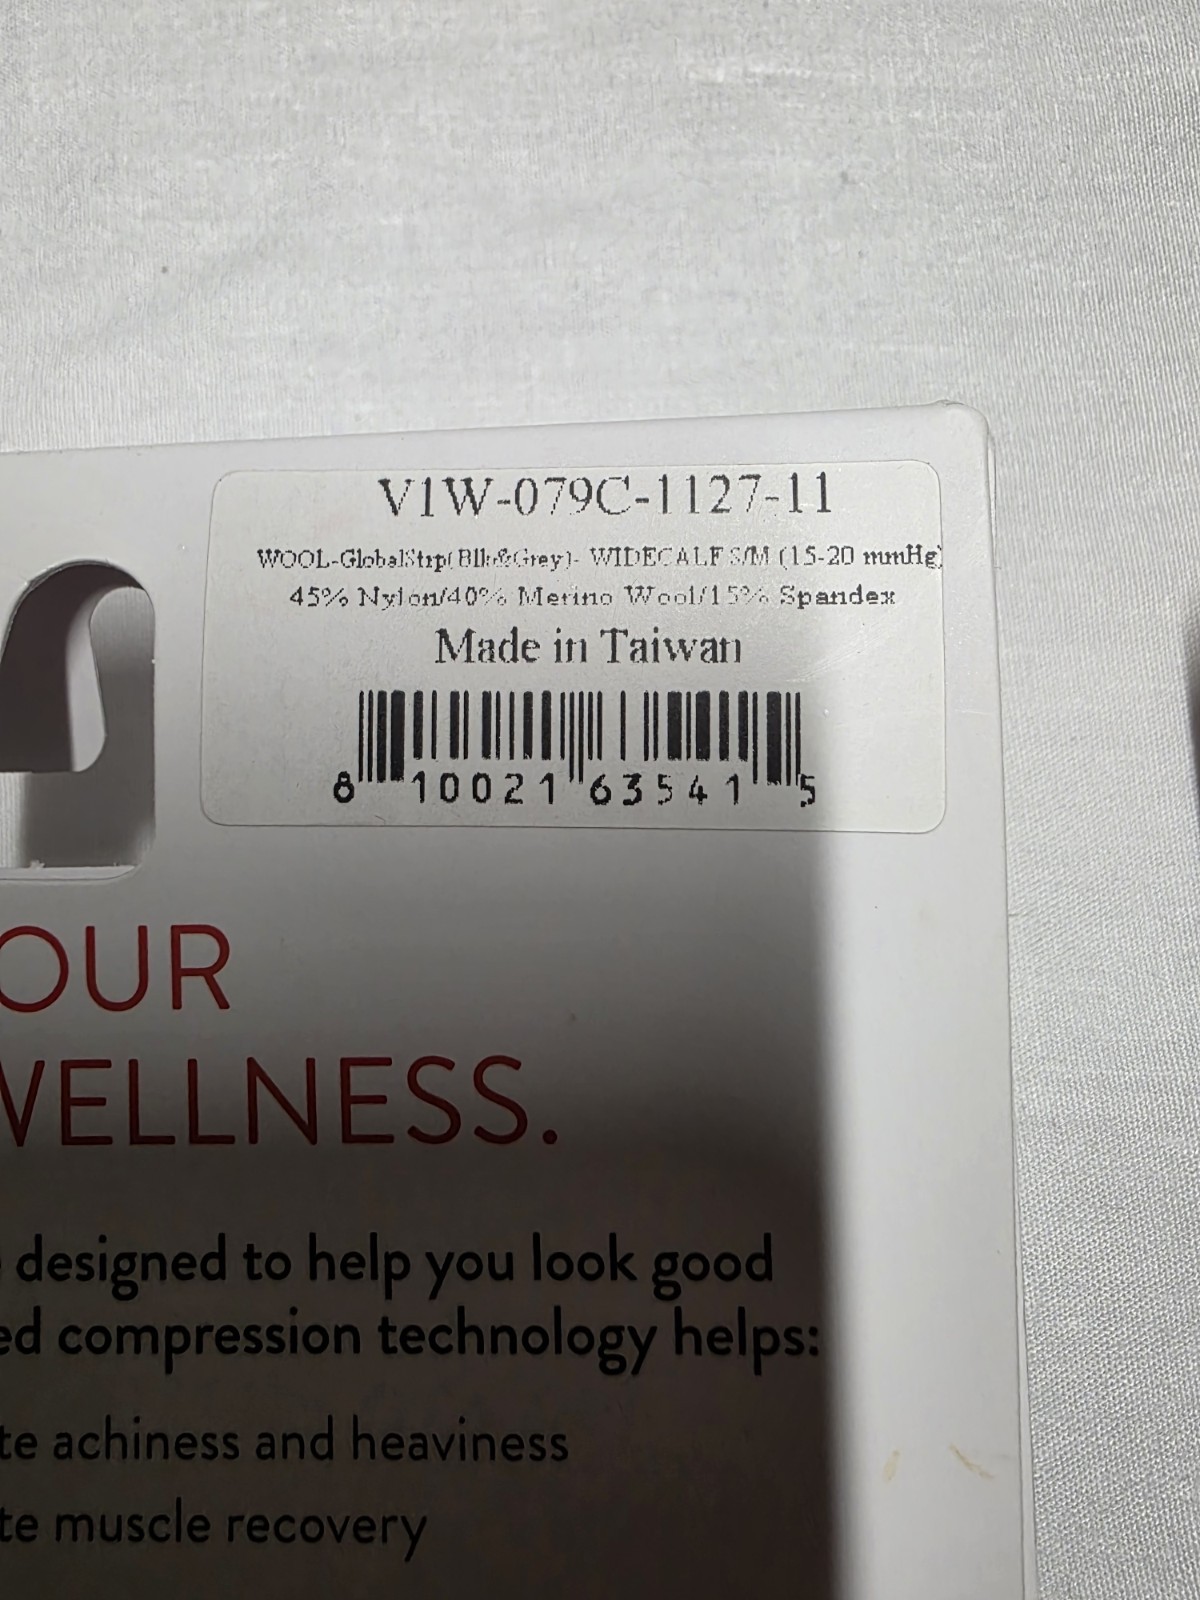 V1W-079C-1127-11
WOOL-GlobalStrp(Blk&Grey)- WIDECALF S/M (15-20 mmHg)
45% Nylon/40% Merino Wool/15% Spandex
Made in Taiwan
8 10021 63541 5
OUR
WELLNESS.
designed to help you look good
ed compression technology helps:
te achiness and heaviness
te muscle recovery